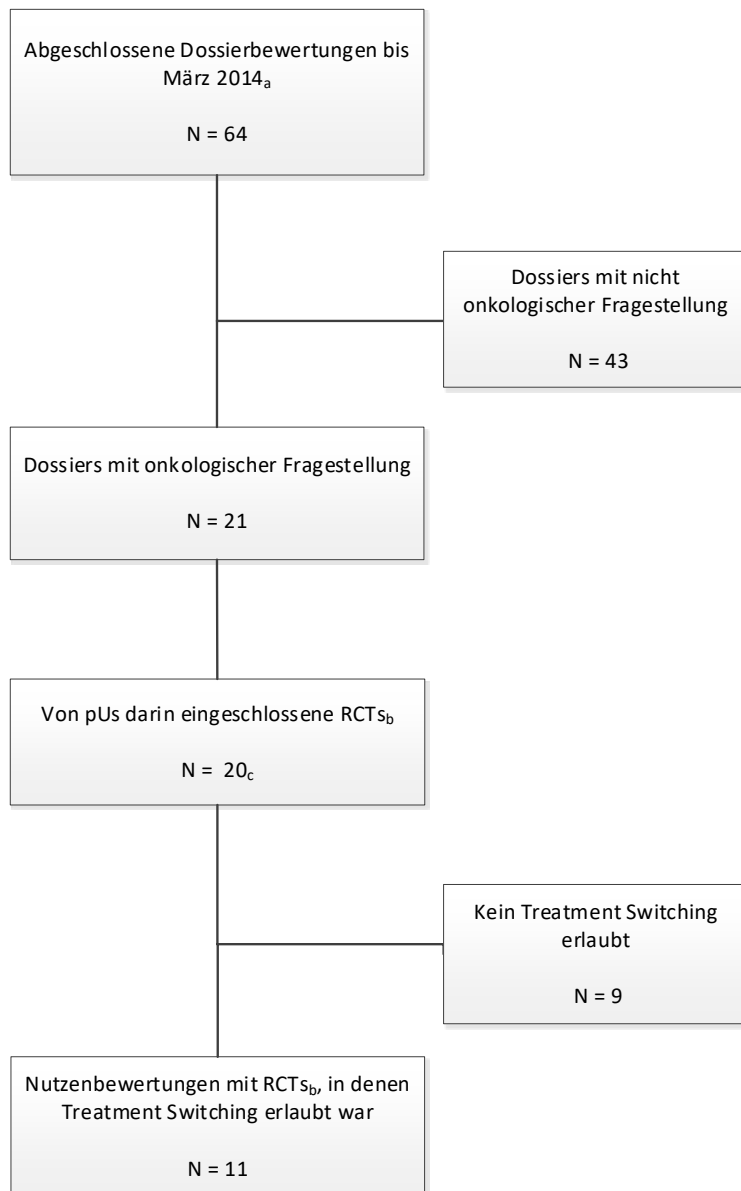 Abgeschlossene Dossierbewertungen bis
März 2014a
N = 64
Dossiers mit nicht
onkologischer Fragestellung
N = 43
Dossiers mit onkologischer Fragestellung
N = 21
Von pUs darin eingeschlossene RCTsb
N = 20c
Kein Treatment Switching
erlaubt
N = 9
Nutzenbewertungen mit RCTsb, in denen
Treatment Switching erlaubt war
N = 11